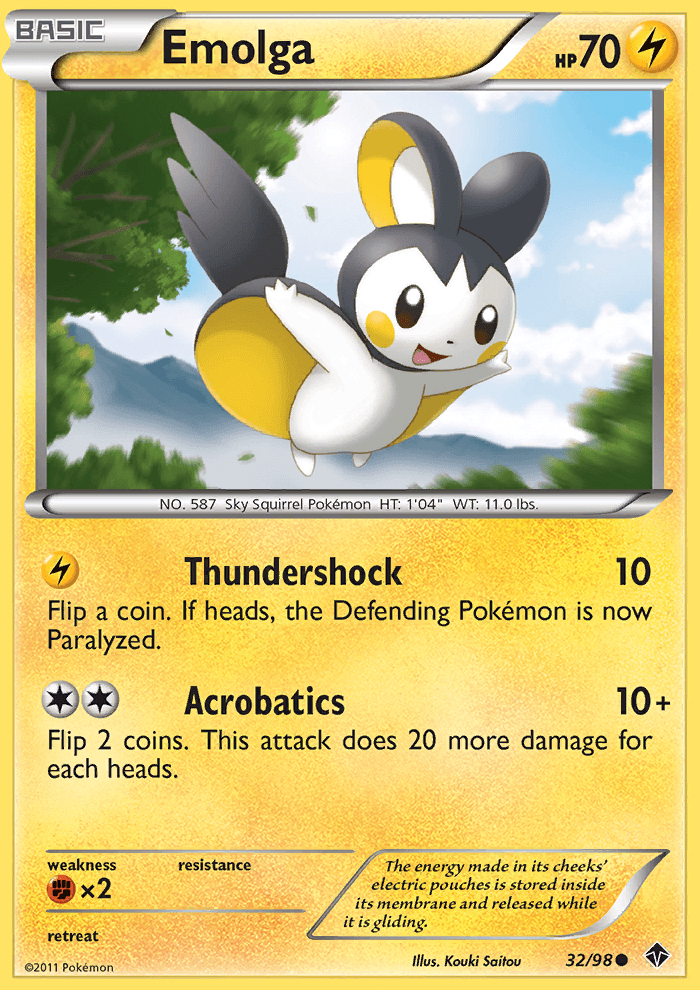 BASIC
Emolga
HP70
NO. 587 Sky Squirrel Pokémon HT: 1'04" WT: 11.0 lbs.
Thundershock 10
Flip a coin. If heads, the Defending Pokémon is now
Paralyzed.
Acrobatics 10+
Flip 2 coins. This attack does 20 more damage for
each heads.
weakness resistance
×2
retreat
The energy made in its cheeks'
electric pouches is stored inside
its membrane and released while
it is gliding.
©2011 Pokémon
Illus. Kouki Saitou 32/98